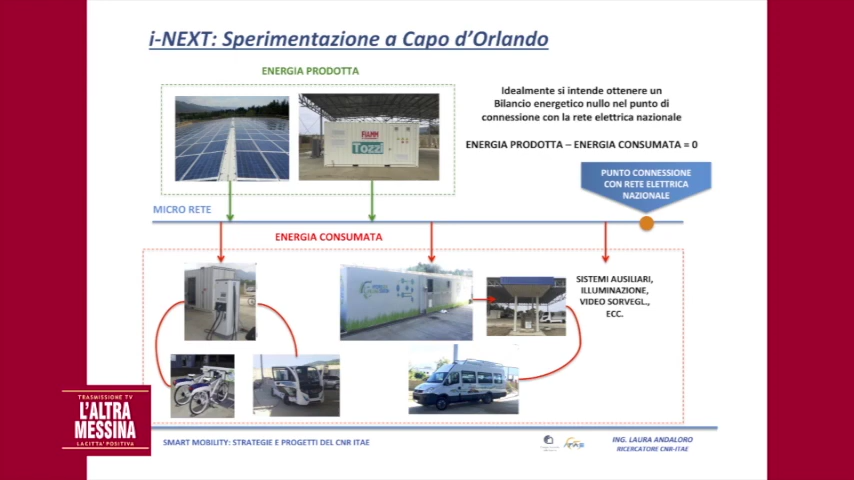 i-NEXT: Sperimentazione a Capo d'Orlando
ENERGIA PRODOTTA
Idealmente si intende ottenere un
Bilancio energetico nullo nel punto di
connessione con la rete elettrica nazionale
ENERGIA PRODOTTA – ENERGIA CONSUMATA = 0
FIAMM
Tozzi
PUNTO CONNESSIONE
CON RETE ELETTRICA
NAZIONALE
MICRO RETE
ENERGIA CONSUMATA
SISTEMI AUSILIARI,
ILLUMINAZIONE,
VIDEO SORVEGL.,
ECC.
TRASMISSIONE TV
L'ALTRA
MESSINA
LA CITTA' POSITIVA
SMART MOBILITY: STRATEGIE E PROGETTI DEL CNR ITAE
ITAE
ING. LAURA ANDALORO
RICERCATORE CNR-ITAE